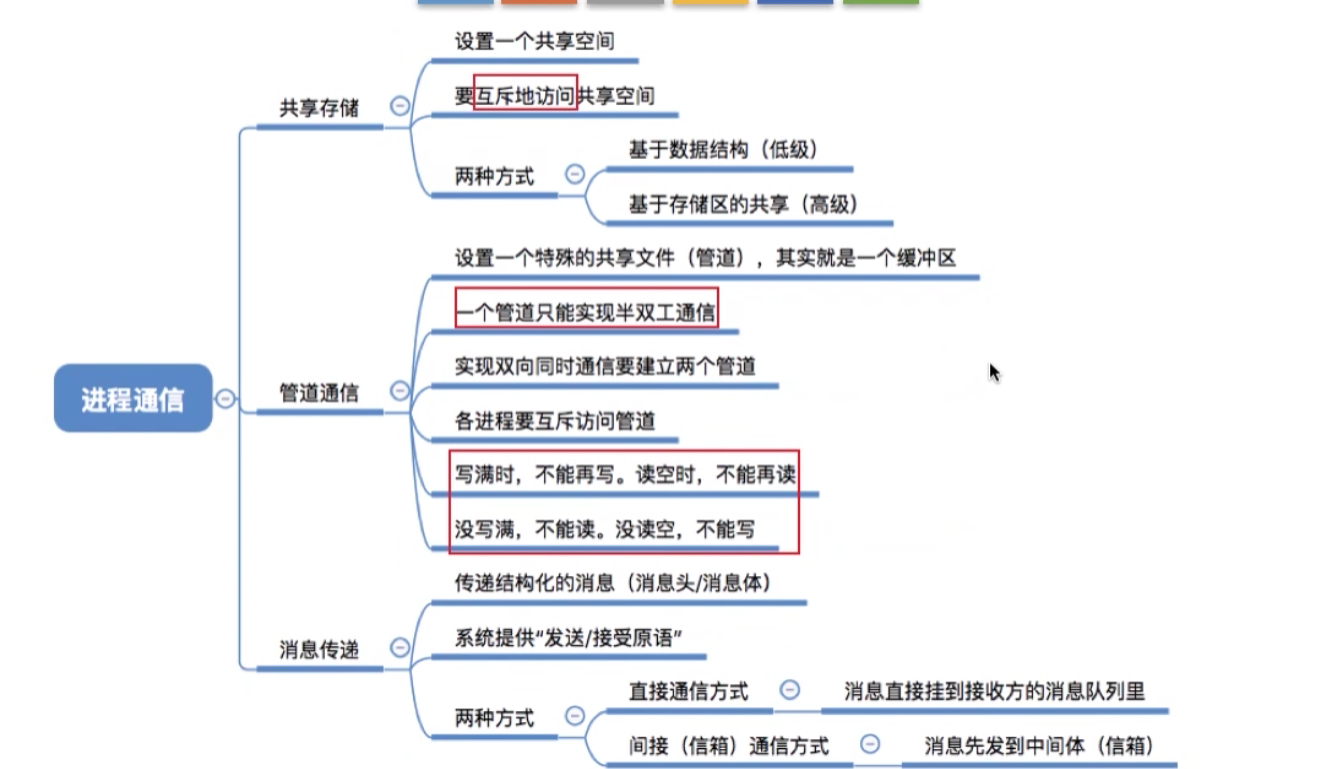 设置一个共享空间
要互斥地访问共享空间
共享存储
基于数据结构（低级）
两种方式
基于存储区的共享（高级）
设置一个特殊的共享文件（管道），其实就是一个缓冲区
一个管道只能实现半双工通信
实现双向同时通信要建立两个管道
进程通信
管道通信
各进程要互斥访问管道
写满时，不能再写。读空时，不能再读
没写满，不能读。没读空，不能写
传递结构化的消息（消息头/消息体）
系统提供“发送/接受原语”
消息传递
直接通信方式
消息直接挂到接收方的消息队列里
两种方式
间接（信箱）通信方式
消息先发到中间体（信箱）